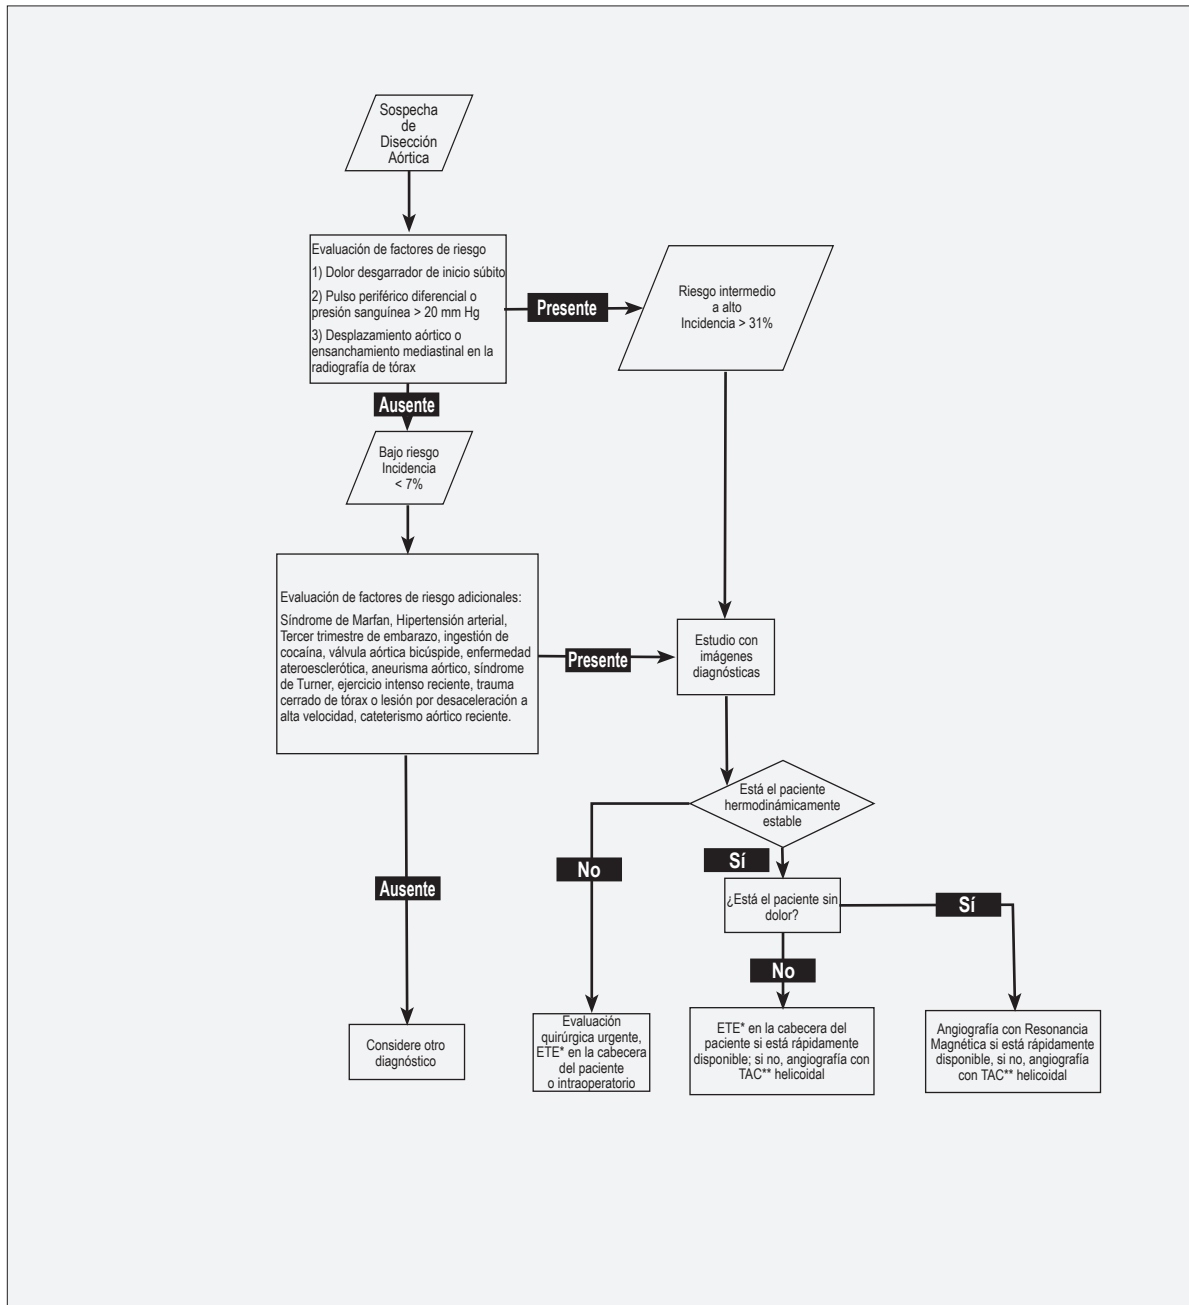 Sospecha
de
Disección
Aórtica
Evaluación de factores de riesgo
1) Dolor desgarrador de inicio súbito
2) Pulso periférico diferencial o
presión sanguínea > 20 mm Hg
3) Desplazamiento aórtico o
ensanchamiento mediastinal en la
radiografía de tórax
Presente
Riesgo intermedio
a alto
Incidencia > 31%
Ausente
Bajo riesgo
Incidencia
< 7%
Evaluación de factores de riesgo adicionales:
Síndrome de Marfan, Hipertensión arterial,
Tercer trimestre de embarazo, ingestión de
cocaína, válvula aórtica bicúspide, enfermedad
ateroesclerótica, aneurisma aórtico, síndrome
de Turner, ejercicio intenso reciente, trauma
cerrado de tórax o lesión por desaceleración a
alta velocidad, cateterismo aórtico reciente.
Presente
Estudio con
imágenes
diagnósticas
Está el paciente
hermodinámicamente
estable
No
Sí
Ausente
¿Está el paciente sin
dolor?
Sí
No
Considere otro
diagnóstico
Evaluación
quirúrgica urgente,
ETE* en la cabecera
del paciente
o intraoperatorio
ETE* en la cabecera del
paciente si está rápidamente
disponible; si no, angiografía con
TAC** helicoidal
Angiografía con Resonancia
Magnética si está rápidamente
disponible, si no, angiografía
con TAC** helicoidal